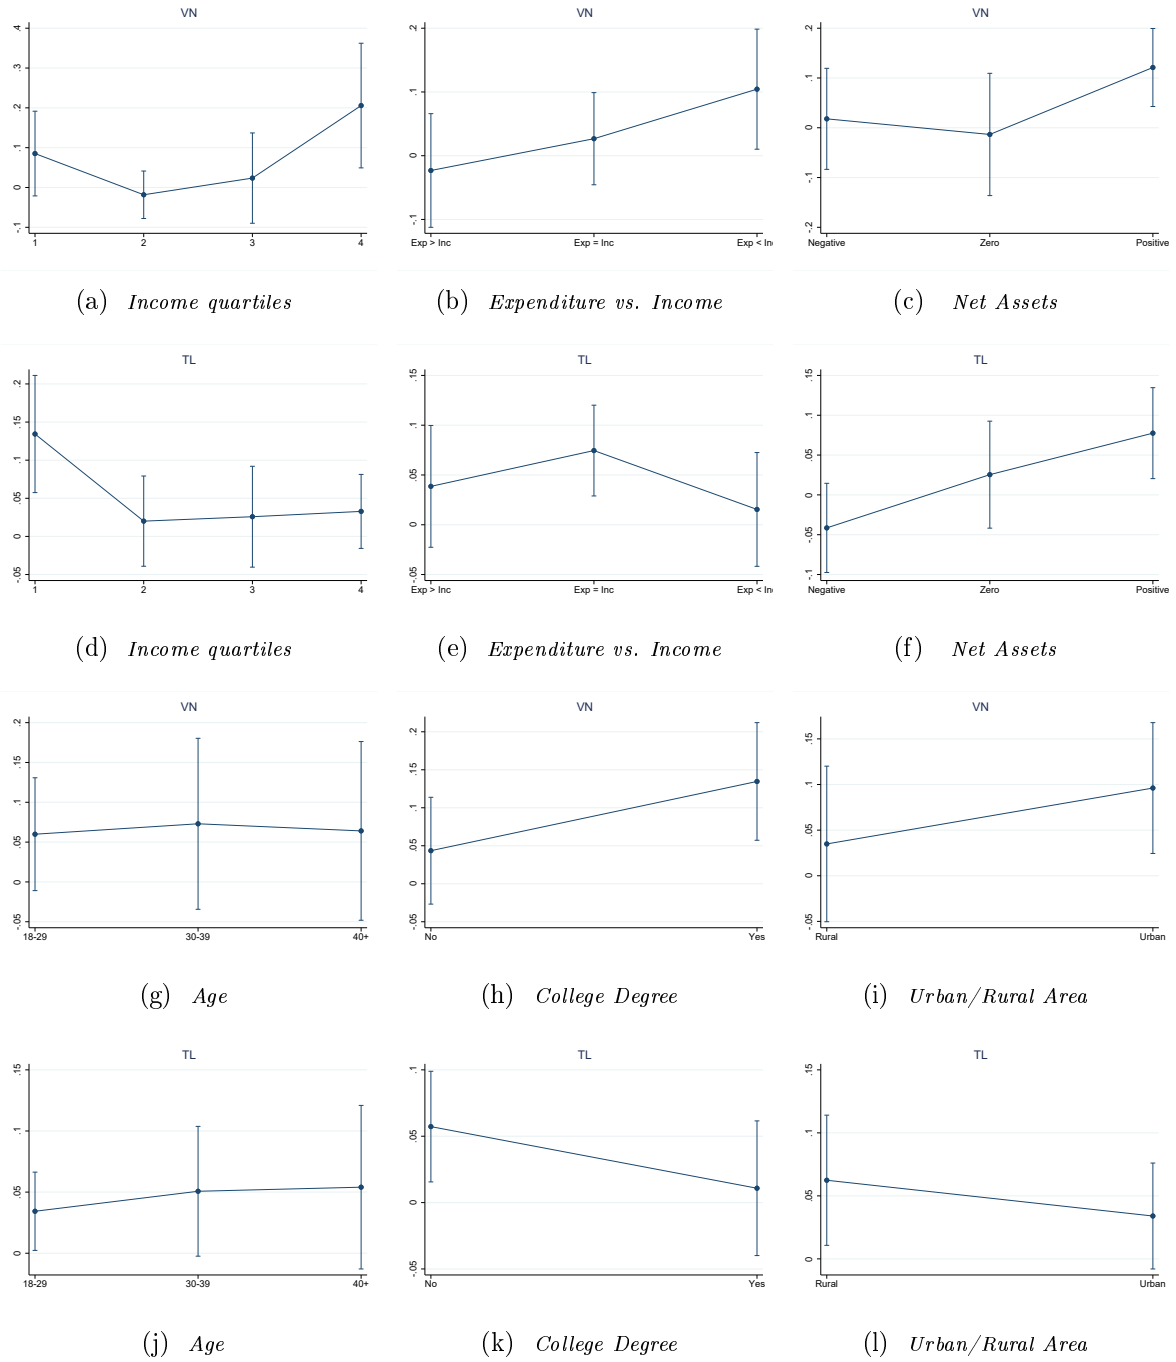 VN VN VN
.4 .3 .2 .1 0 -.1
1 2 3 4
.2 .1 0 -.1
Exp > Inc Exp = Inc Exp < In
.2 .1 0 -.1 -.2
Negative Zero Positive
(a) Income quartiles (b) Expenditure vs. Income (c) Net Assets
TL TL TL
.2 .15 .1 .05 0 -.05
1 2 3 4
.15 .1 .05 0 -.05
Exp > Inc Exp = Inc Exp < In
.15 .1 .05 0 -.05 -.1
Negative Zero Positive
(d) Income quartiles (e) Expenditure vs. Income (f) Net Assets
VN VN VN
.2 .15 .1 .05 0 -.05
18-29 30-39 40+
.2 .15 .1 .05 0 -.05
No Yes
.15 .1 .05 0 -.05
Rural Urban
(g) Age (h) College Degree (i) Urban/Rural Area
TL TL TL
.15 .1 .05 0
18-29 30-39 40+
.1 .05 0 -.05
No Yes
.15 .1 .05 0
Rural Urban
(j) Age (k) College Degree (l) Urban/Rural Area